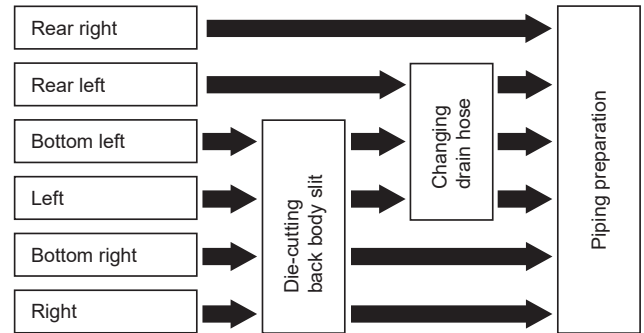 Rear right
Rear left
Bottom left
Left
Bottom right
Right
Die-cutting
back body slit
Changing
drain hose
Piping preparation